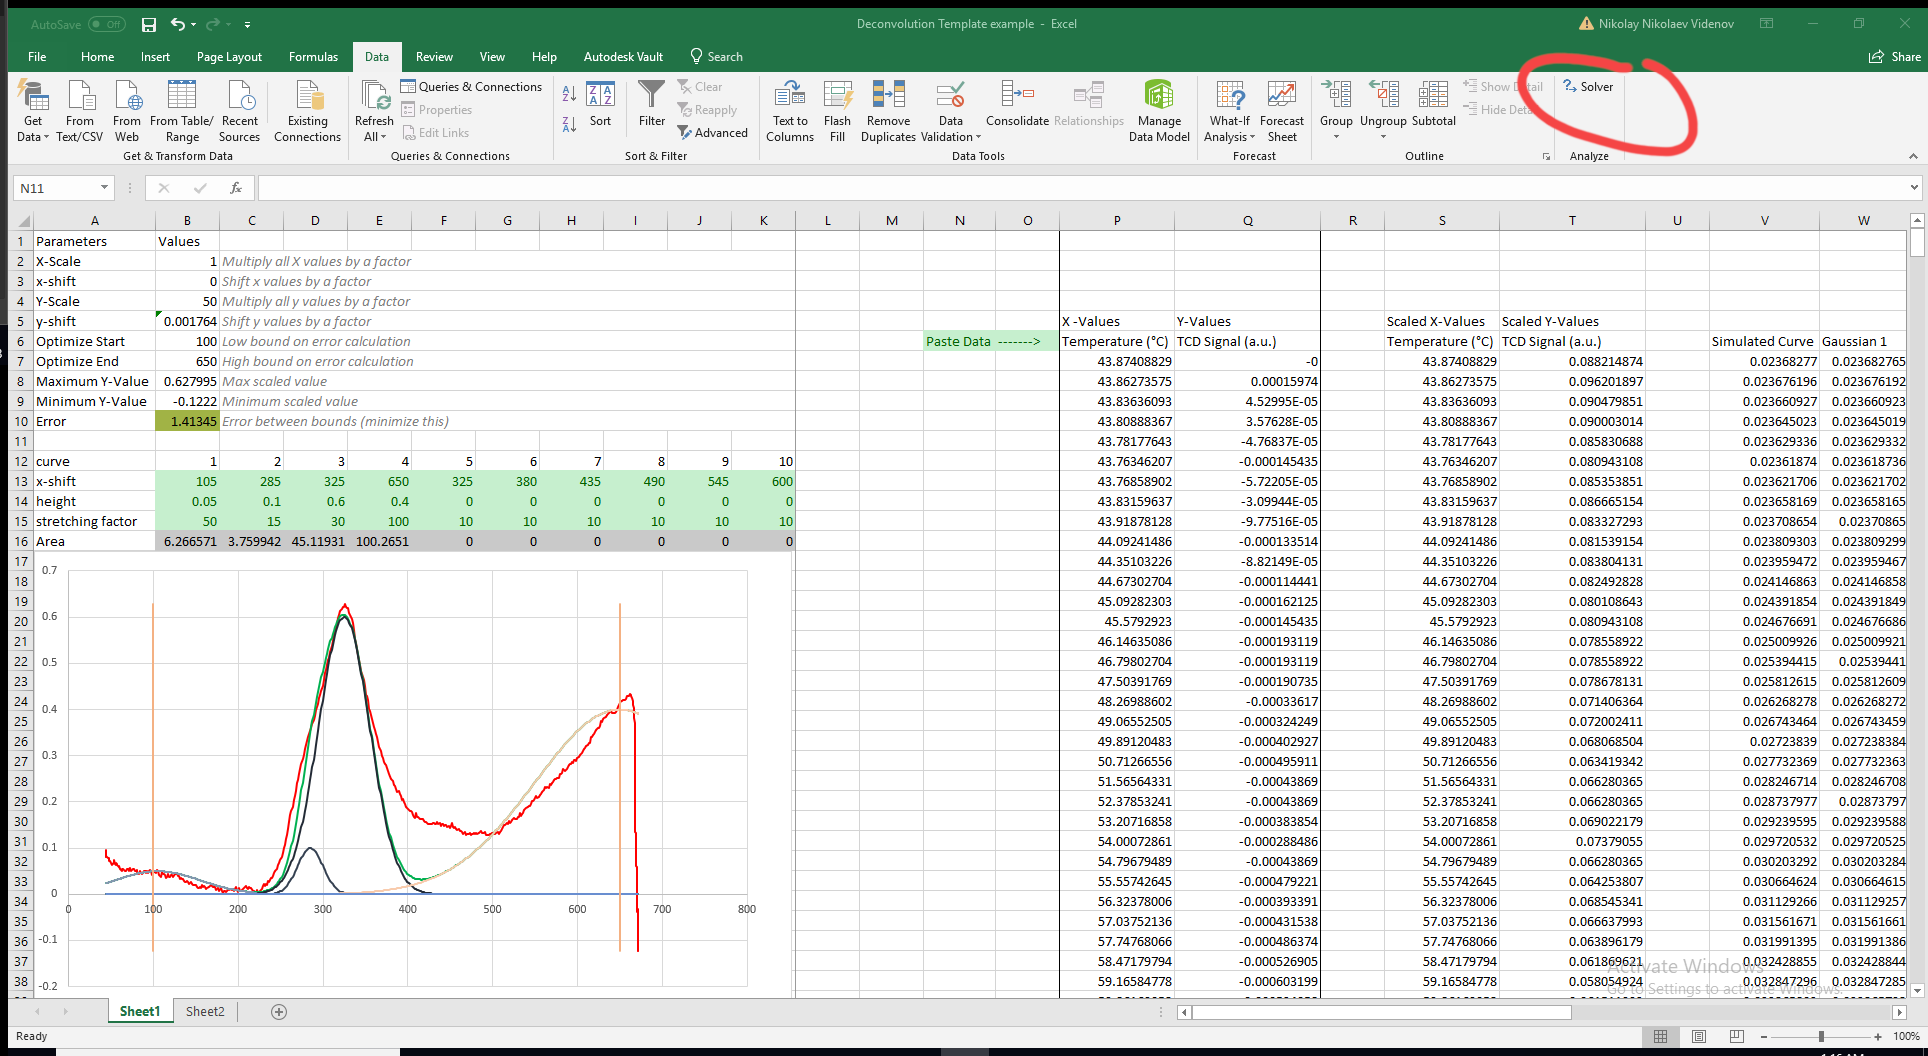 AutoSave Off Deconvolution Template example - Excel Nikolay Nikolaev Videnov
File Home Insert Page Layout Formulas Data Review View Help Autodesk Vault Search Share
Get Data From Text/CSV From Web From Table/ Range Recent Sources Existing Connections
Get & Transform Data
Refresh All Queries & Connections Properties Edit Links
Queries & Connections
Sort Filter Clear Reapply Advanced
Sort & Filter
Text to Columns Flash Fill Remove Duplicates Data Validation Consolidate Relationships Manage Data Model
Data Tools
What-If Analysis Forecast Sheet
Forecast
Group Ungroup Subtotal Show Detail Hide Deta
Outline
Solver
Analyze
N11 fx
A B C D E F G H I J K L M N O P Q R S T U V W
1 Parameters Values
2 X-Scale 1 Multiply all X values by a factor
3 x-shift 0 Shift x values by a factor
4 Y-Scale 50 Multiply all y values by a factor
5 y-shift 0.001764 Shift y values by a factor X -Values Y-Values Scaled X-Values Scaled Y-Values
6 Optimize Start 100 Low bound on error calculation Paste Data -------> Temperature (°C) TCD Signal (a.u.) Temperature (°C) TCD Signal (a.u.) Simulated Curve Gaussian 1
7 Optimize End 650 High bound on error calculation 43.87408829 -0 43.87408829 0.088214874 0.02368277 0.023682765
8 Maximum Y-Value 0.627995 Max scaled value 43.86273575 0.00015974 43.86273575 0.096201897 0.023676196 0.023676192
9 Minimum Y-Value -0.1222 Minimum scaled value 43.83636093 4.52995E-05 43.83636093 0.090479851 0.023660927 0.023660923
10 Error 1.41345 Error between bounds (minimize this) 43.80888367 3.57628E-05 43.80888367 0.090003014 0.023645023 0.023645019
11 43.78177643 -4.76837E-05 43.78177643 0.085830688 0.023629336 0.023629332
12 curve 1 2 3 4 5 6 7 8 9 10 43.76346207 -0.000145435 43.76346207 0.080943108 0.02361874 0.023618736
13 x-shift 105 285 325 650 325 380 435 490 545 600 43.76858902 -5.72205E-05 43.76858902 0.085353851 0.023621706 0.023621702
14 height 0.05 0.1 0.6 0.4 0 0 0 0 0 0 43.83159637 -3.09944E-05 43.83159637 0.086665154 0.023658169 0.023658165
15 stretching factor 50 15 30 100 10 10 10 10 10 10 43.91878128 -9.77516E-05 43.91878128 0.083327293 0.023708654 0.02370865
16 Area 6.266571 3.759942 45.11931 100.2651 0 0 0 0 0 0 44.09241486 -0.000133514 44.09241486 0.081539154 0.023809303 0.023809299
17 44.35103226 -8.82149E-05 44.35103226 0.083804131 0.023959472 0.023959467
18 44.67302704 -0.000114441 44.67302704 0.082492828 0.024146863 0.024146858
19 45.09282303 -0.000162125 45.09282303 0.080108643 0.024391854 0.024391849
20 45.5792923 -0.000145435 45.5792923 0.080943108 0.024676691 0.024676686
21 46.14635086 -0.000193119 46.14635086 0.078558922 0.025009926 0.025009921
22 46.79802704 -0.000193119 46.79802704 0.078558922 0.025394415 0.02539441
23 47.50391769 -0.000190735 47.50391769 0.078678131 0.025812615 0.025812609
24 48.26988602 -0.00033617 48.26988602 0.071406364 0.026268278 0.026268272
25 49.06552505 -0.000324249 49.06552505 0.072002411 0.026743464 0.026743459
26 49.89120483 -0.000402927 49.89120483 0.068068504 0.02723839 0.027238384
27 50.71266556 -0.000495911 50.71266556 0.063419342 0.027732369 0.027732363
28 51.56564331 -0.00043869 51.56564331 0.066280365 0.028246714 0.028246708
29 52.37853241 -0.00043869 52.37853241 0.066280365 0.028737977 0.02873797
30 53.20716858 -0.000383854 53.20716858 0.069022179 0.029239595 0.029239588
31 54.00072861 -0.000288486 54.00072861 0.07379055 0.029720532 0.029720525
32 54.79679489 -0.00043869 54.79679489 0.066280365 0.030203292 0.030203284
33 55.55742645 -0.000479221 55.55742645 0.064253807 0.030664624 0.030664615
34 56.32378006 -0.000393391 56.32378006 0.068545341 0.031129266 0.031129257
35 57.03752136 -0.000431538 57.03752136 0.066637993 0.031561671 0.031561661
36 57.74768066 -0.000486374 57.74768066 0.063896179 0.031991395 0.031991386
37 58.47179794 -0.000526905 58.47179794 0.061869621 0.032428855 0.032428844
38 59.16584778 -0.000603199 59.16584778 0.058054924 0.032847296 0.032847285
0.7
0.6
0.5
0.4
0.3
0.2
0.1
0
0 100 200 300 400 500 600 700 800
-0.1
-0.2
Activate Windows
Go to Settings to activate Windows.
Sheet1 Sheet2
Ready 100%